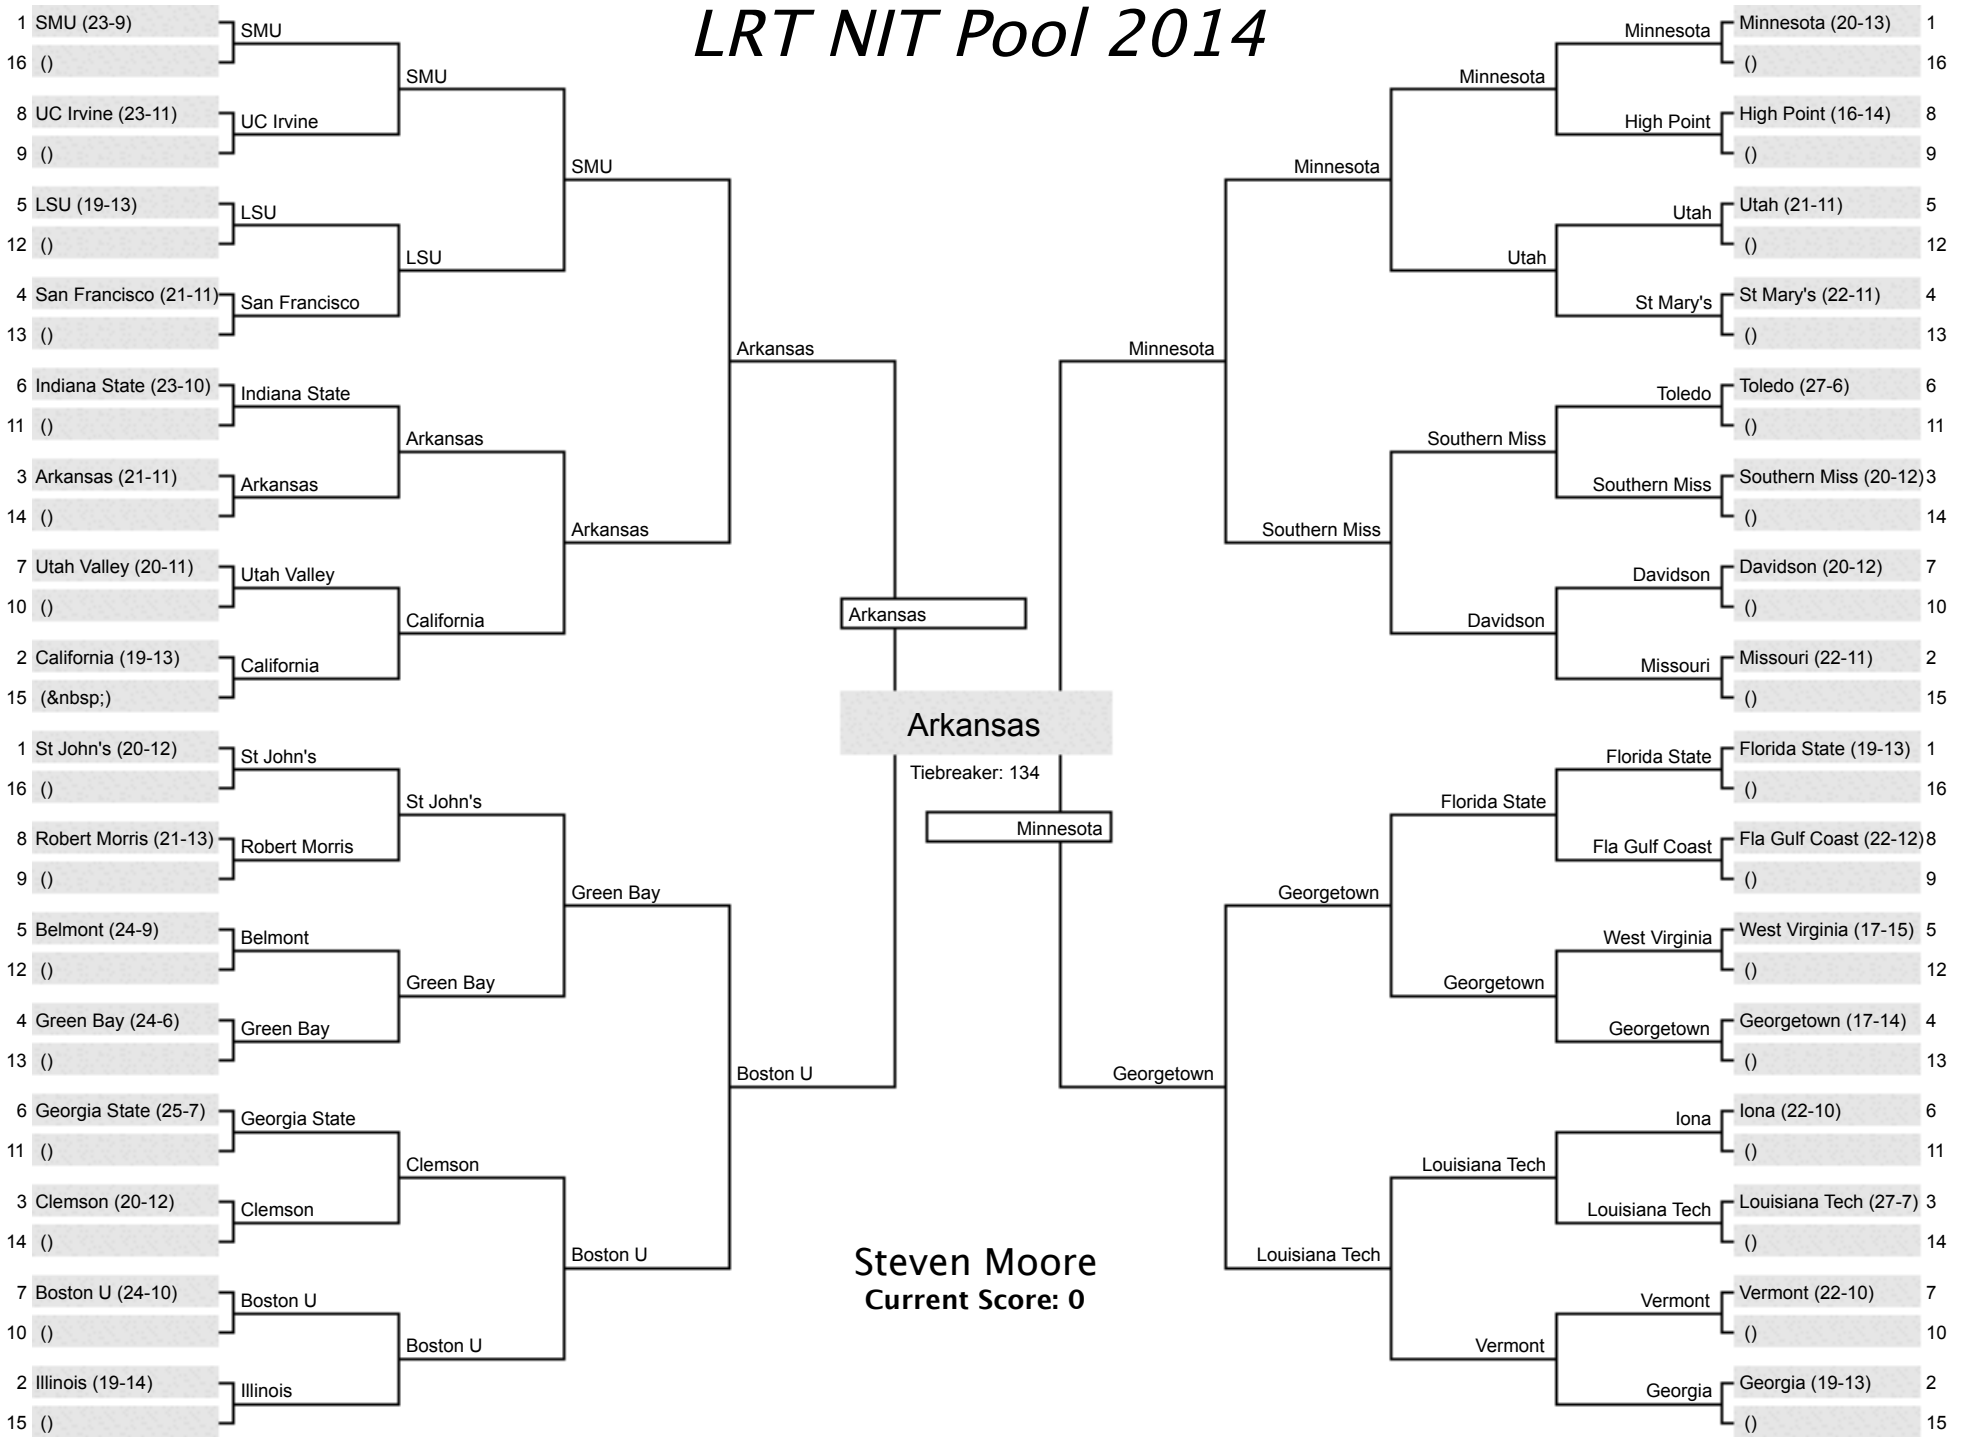 LRT NIT Pool 2014
1 SMU (23-9)
16 ()
8 UC Irvine (23-11)
9 ()
5 LSU (19-13)
12 ()
4 San Francisco (21-11)
13 ()
6 Indiana State (23-10)
11 ()
3 Arkansas (21-11)
14 ()
7 Utah Valley (20-11)
10 ()
2 California (19-13)
15 (&nbsp;)
1 St John's (20-12)
16 ()
8 Robert Morris (21-13)
9 ()
5 Belmont (24-9)
12 ()
4 Green Bay (24-6)
13 ()
6 Georgia State (25-7)
11 ()
3 Clemson (20-12)
14 ()
7 Boston U (24-10)
10 ()
2 Illinois (19-14)
15 ()
SMU
UC Irvine
LSU
San Francisco
Indiana State
Arkansas
Utah Valley
California
St John's
Robert Morris
Belmont
Green Bay
Georgia State
Clemson
Boston U
Illinois
SMU
LSU
Arkansas
California
St John's
Green Bay
Clemson
Boston U
SMU
Arkansas
Green Bay
Boston U
Arkansas
Boston U
Arkansas
Arkansas
Tiebreaker: 134
Minnesota
Steven Moore
Current Score: 0
Minnesota
Georgetown
Minnesota
Southern Miss
Georgetown
Louisiana Tech
Minnesota
Utah
Southern Miss
Davidson
Florida State
Georgetown
Louisiana Tech
Vermont
Minnesota
High Point
Utah
St Mary's
Toledo
Southern Miss
Davidson
Missouri
Florida State
Fla Gulf Coast
West Virginia
Georgetown
Iona
Louisiana Tech
Vermont
Georgia
Minnesota (20-13) 1
() 16
High Point (16-14) 8
() 9
Utah (21-11) 5
() 12
St Mary's (22-11) 4
() 13
Toledo (27-6) 6
() 11
Southern Miss (20-12) 3
() 14
Davidson (20-12) 7
() 10
Missouri (22-11) 2
() 15
Florida State (19-13) 1
() 16
Fla Gulf Coast (22-12) 8
() 9
West Virginia (17-15) 5
() 12
Georgetown (17-14) 4
() 13
Iona (22-10) 6
() 11
Louisiana Tech (27-7) 3
() 14
Vermont (22-10) 7
() 10
Georgia (19-13) 2
() 15